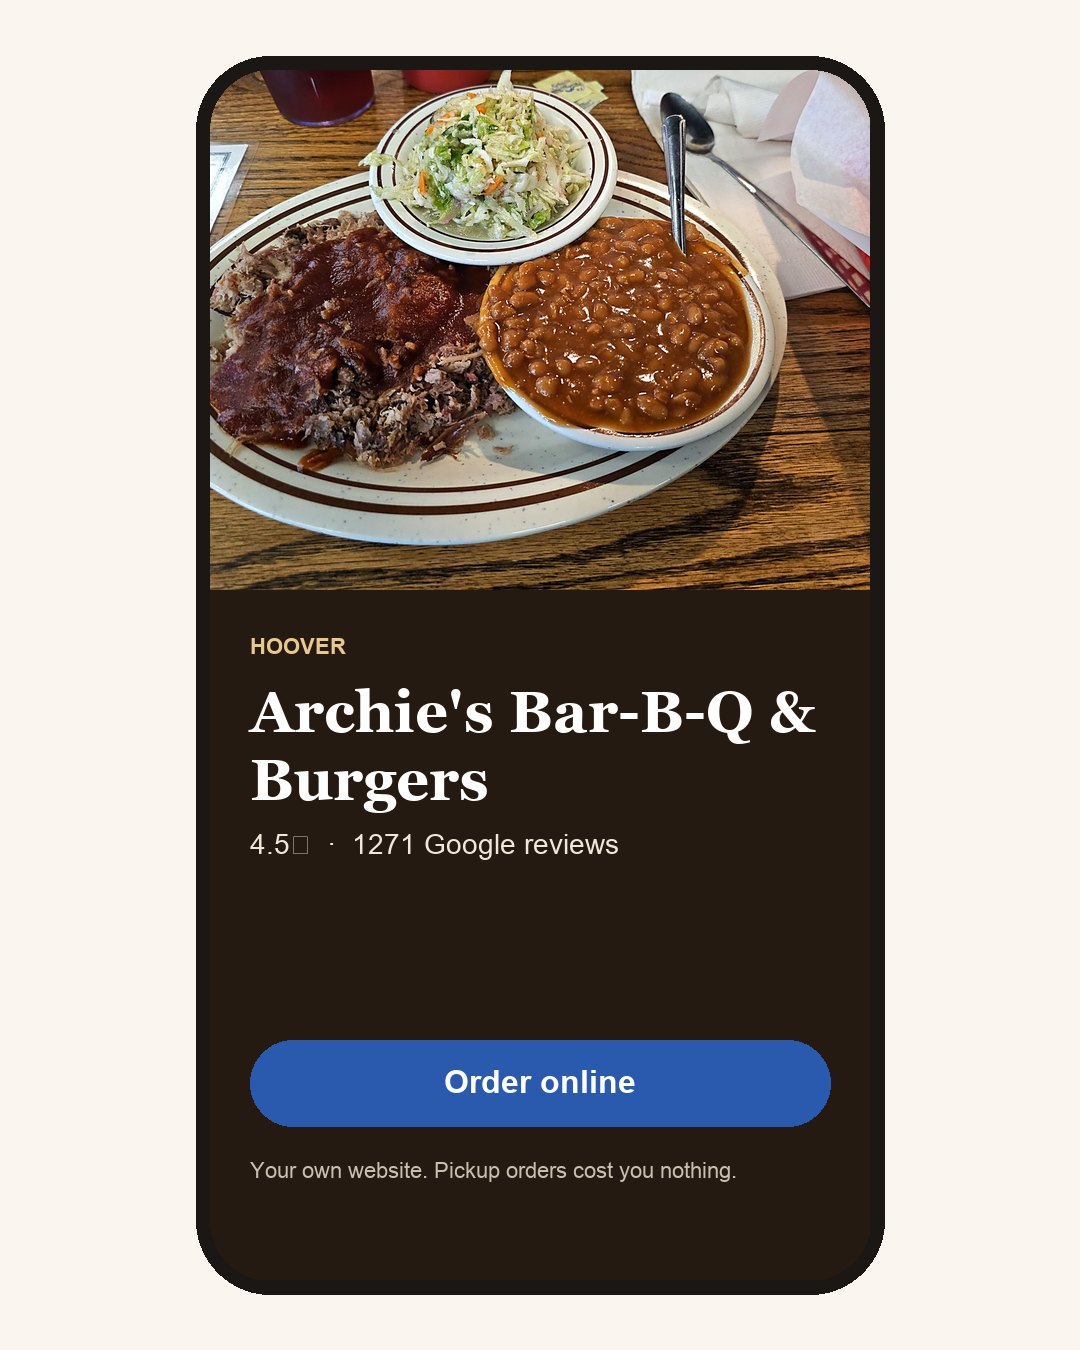 HOOVER
Archie's Bar-B-Q &
Burgers
4.5□ · 1271 Google reviews
Order online
Your own website. Pickup orders cost you nothing.